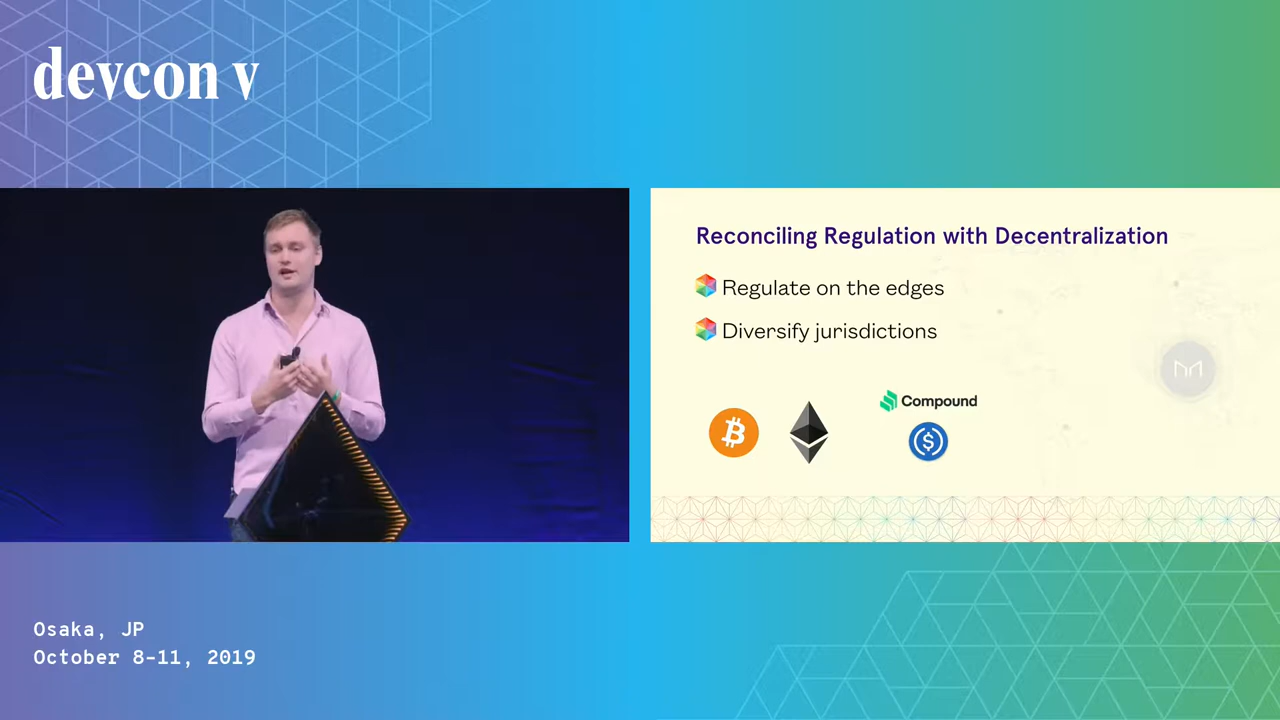 devcon v
Reconciling Regulation with Decentralization
Regulate on the edges
Diversify jurisdictions
Compound
Osaka, JP
October 8-11, 2019